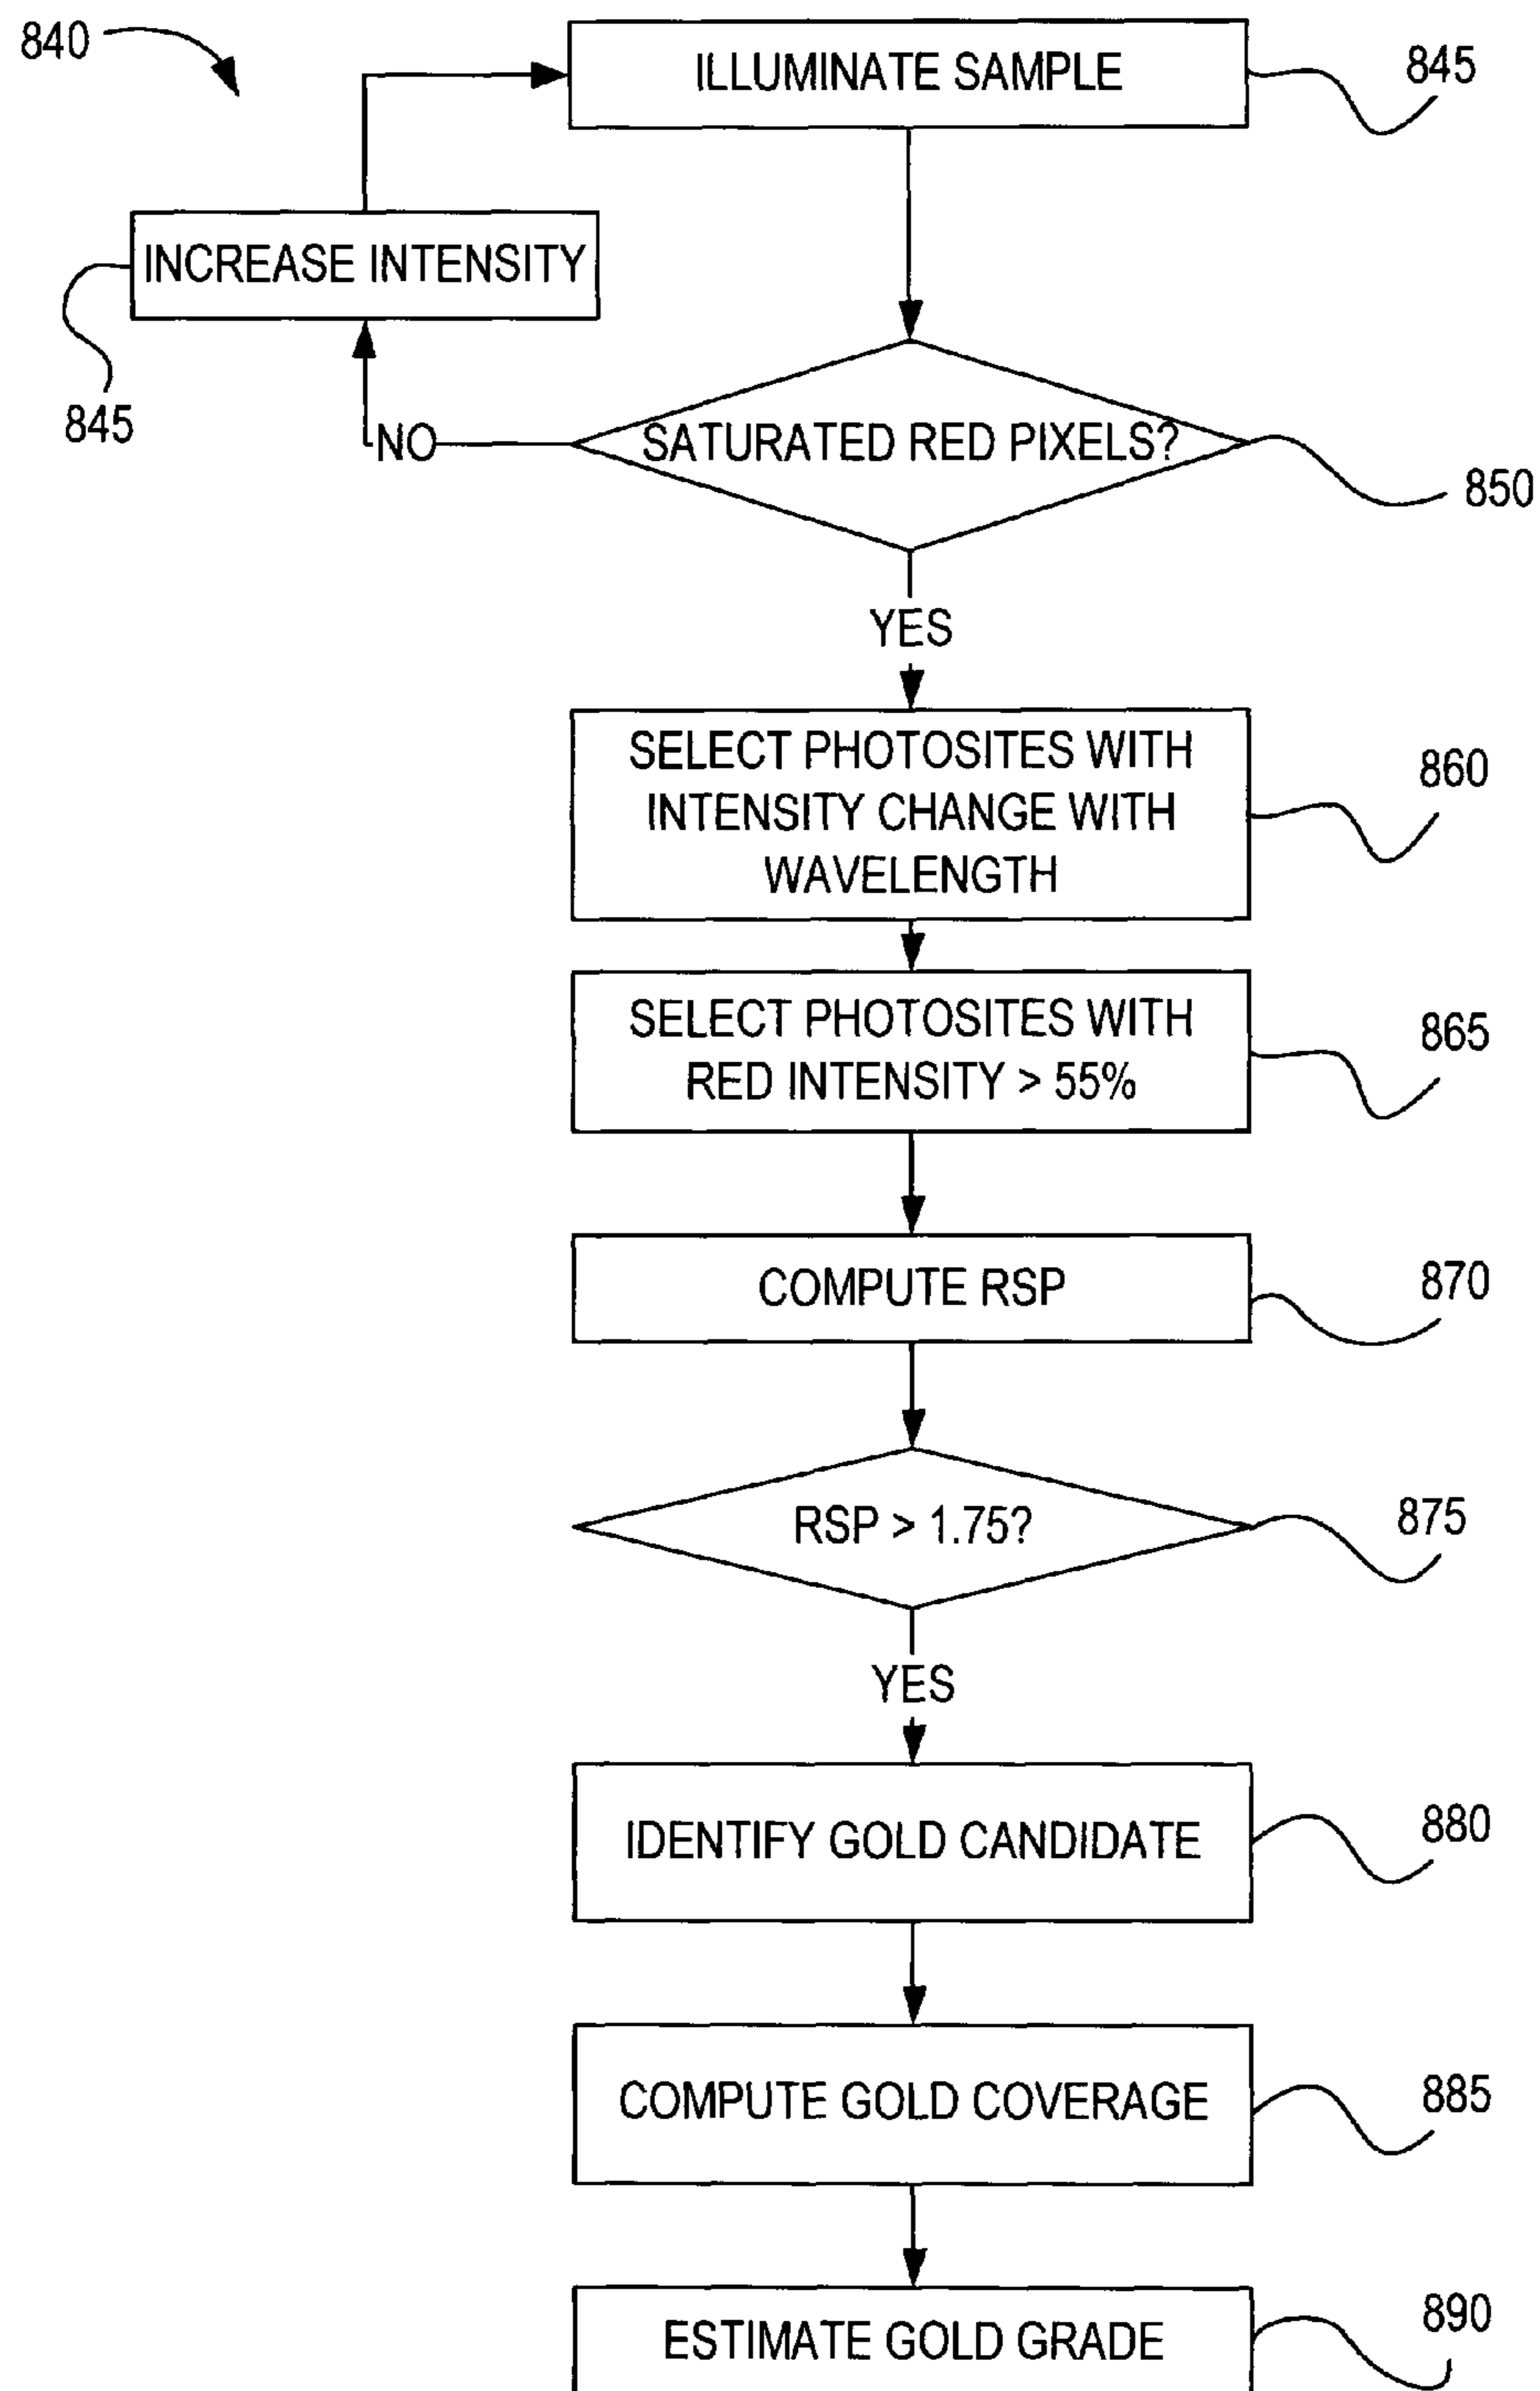 840
ILLUMINATE SAMPLE
845
INCREASE INTENSITY
845
SATURATED RED PIXELS?
NO
850
YES
SELECT PHOTOSITES WITH
INTENSITY CHANGE WITH
WAVELENGTH
860
SELECT PHOTOSITES WITH
RED INTENSITY > 55%
865
COMPUTE RSP
870
RSP > 1.75?
875
YES
IDENTIFY GOLD CANDIDATE
880
COMPUTE GOLD COVERAGE
885
ESTIMATE GOLD GRADE
890